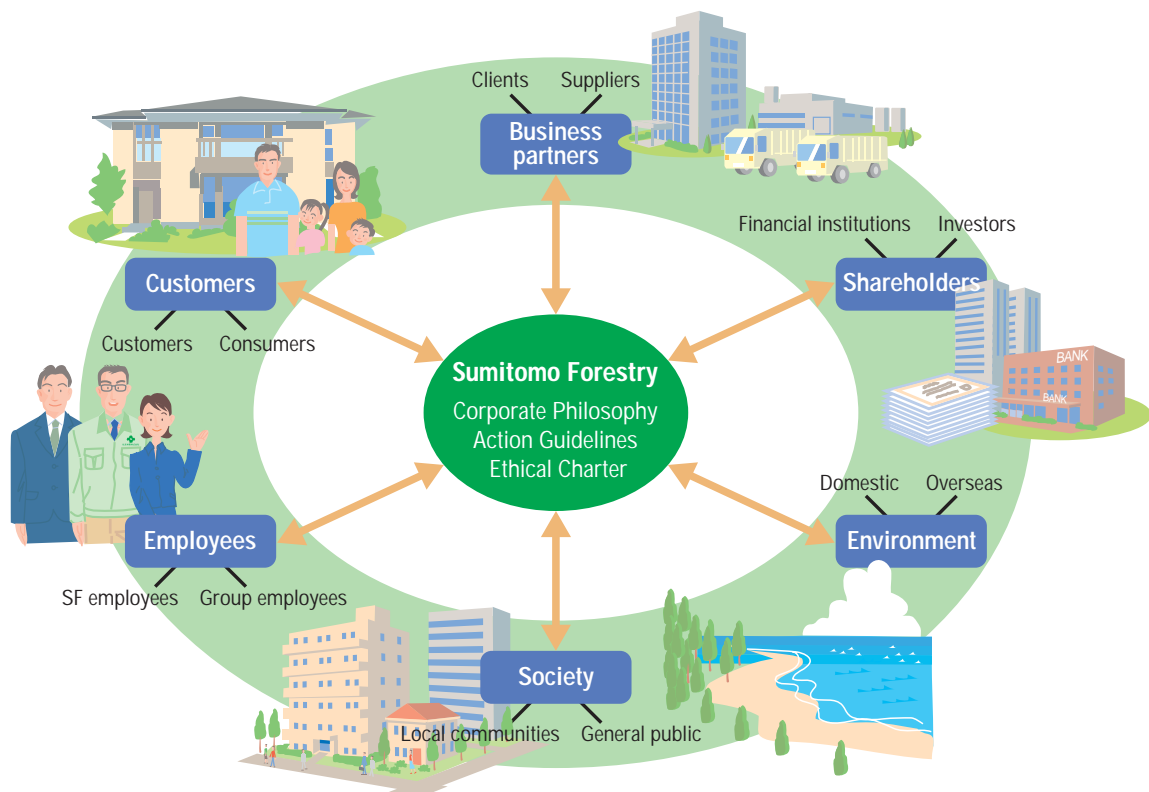 Clients
Suppliers
Business
partners
Financial institutions
Investors
Shareholders
Customers
Customers
Consumers
Sumitomo Forestry
Corporate Philosophy
Action Guidelines
Ethical Charter
BANK
BANK
Domestic
Overseas
Environment
Employees
SF employees
Group employees
Society
Local communities
General public